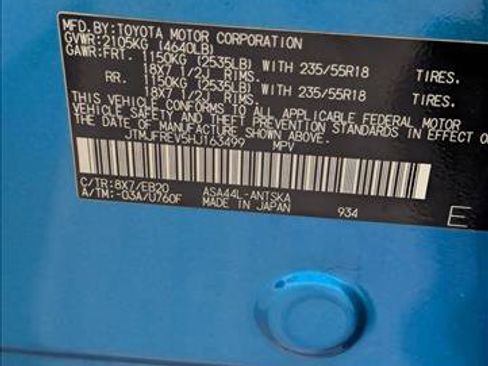 MFD.BY:TOYOTA MOTOR CORPORATION
GVWR:2105KG (4640LB)
GAWR:FRT. 1150KG (2535LB) WITH 235/55R18 TIRES.
18X7 1/2J RIMS.
RR. 1150KG (2535LB) WITH 235/55R18 TIRES.
18X7 1/2J RIMS.
THIS VEHICLE CONFORMS TO ALL APPLICABLE FEDERAL MOTOR
VEHICLE SAFETY AND THEFT PREVENTION STANDARDS IN EFFECT O
THE DATE OF MANUFACTURE SHOWN ABOVE.
JTMJFREV5HJ163499 MPV
C/TR:8X7/EB20 ASA44L-ANTSKA
A/TM:-03A/U760F MADE IN JAPAN 934 E